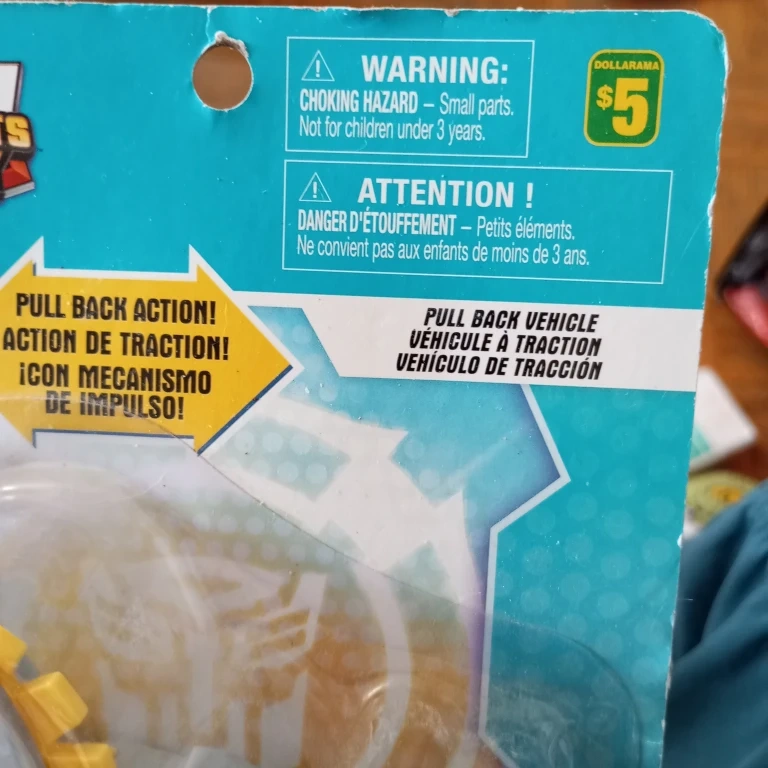 WARNING:
CHOKING HAZARD – Small parts.
Not for children under 3 years.
DOLLARAMA
$5
ATTENTION !
DANGER D'ÉTOUFFEMENT – Petits éléments.
Ne convient pas aux enfants de moins de 3 ans.
PULL BACK ACTION!
ACTION DE TRACTION!
¡CON MECANISMO
DE IMPULSO!
PULL BACK VEHICLE
VÉHICULE À TRACTION
VEHÍCULO DE TRACCIÓN